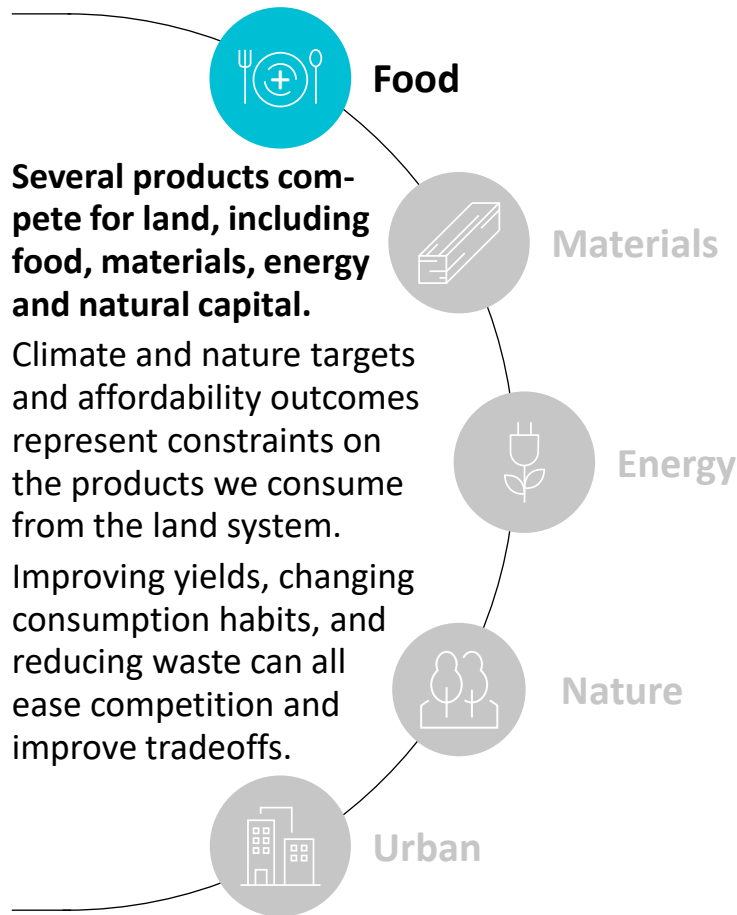 Food
Several products com-
pete for land, including
food, materials, energy
and natural capital.
Climate and nature targets
and affordability outcomes
represent constraints on
the products we consume
from the land system.
Improving yields, changing
consumption habits, and
reducing waste can all
ease competition and
improve tradeoffs.
Materials
Energy
Nature
Urban